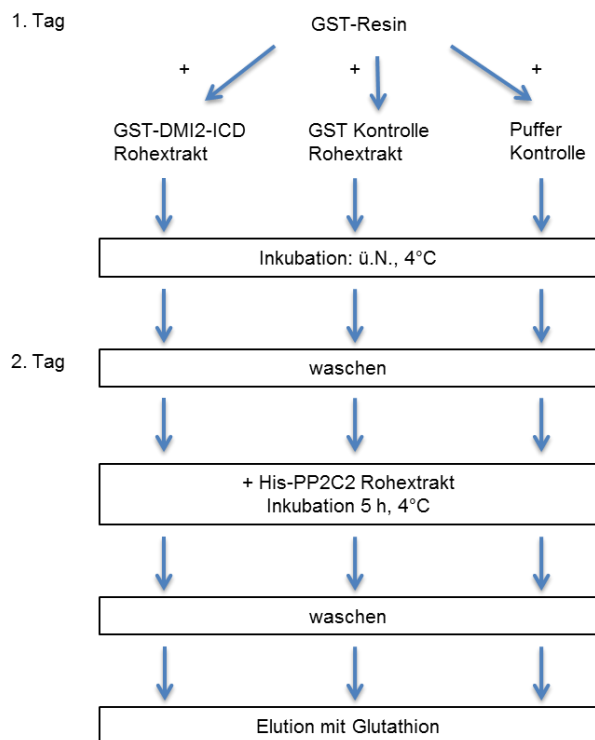 1. Tag
GST-Resin
+ + +
GST-DMI2-ICD
Rohextrakt
GST Kontrolle
Rohextrakt
Puffer
Kontrolle
Inkubation: ü.N., 4°C
2. Tag
waschen
+ His-PP2C2 Rohextrakt
Inkubation 5 h, 4°C
waschen
Elution mit Glutathion